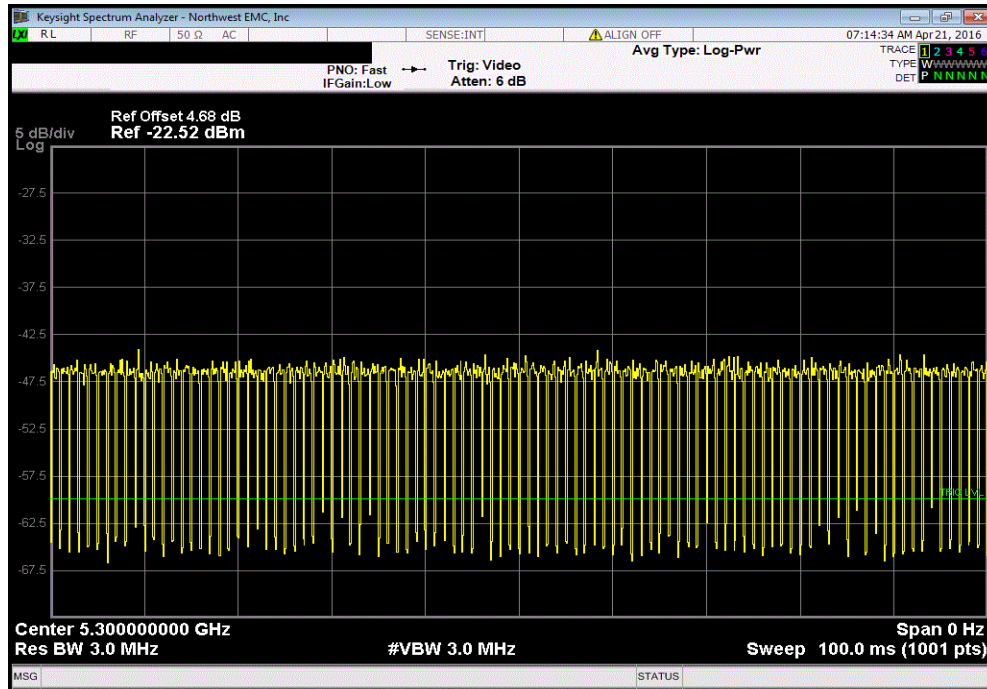 Keysight Spectrum Analyzer - Northwest EMC, Inc
LXI RL RF 50 Ω AC SENSE:INT ALIGN OFF 07:14:34 AM Apr 21, 2016
Avg Type: Log-Pwr TRACE 1 2 3 4 5 6
PNO: Fast Trig: Video TYPE WWWWWW
IFGain:Low Atten: 6 dB DET P N N N N N
Ref Offset 4.68 dB
5 dB/div Ref -22.52 dBm
Log
-27.5
-32.5
-37.5
-42.5
-47.5
-52.5
-57.5
TRIG LVL
-62.5
-67.5
Center 5.300000000 GHz Span 0 Hz
Res BW 3.0 MHz #VBW 3.0 MHz Sweep 100.0 ms (1001 pts)
MSG STATUS